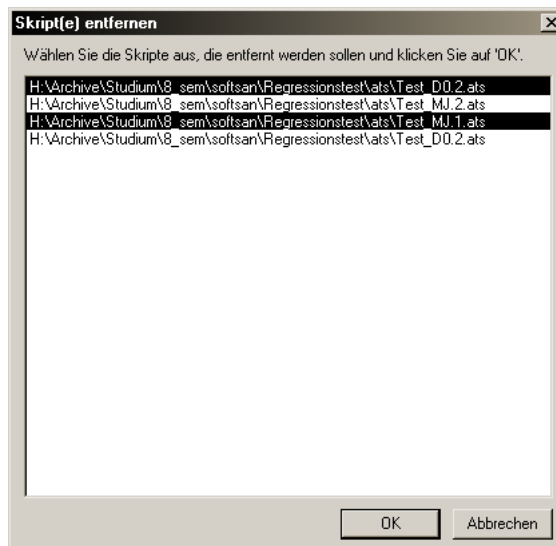 Skript(e) entfernen
Wählen Sie die Skripte aus, die entfernt werden sollen und klicken Sie auf 'OK'.
H:\Archive\Studium\8_sem\softsan\Regressionstest\ats\Test_D0.2.ats
H:\Archive\Studium\8_sem\softsan\Regressionstest\ats\Test_MJ.2.ats
H:\Archive\Studium\8_sem\softsan\Regressionstest\ats\Test_MJ.1.ats
H:\Archive\Studium\8_sem\softsan\Regressionstest\ats\Test_D0.2.ats
OK
Abbrechen